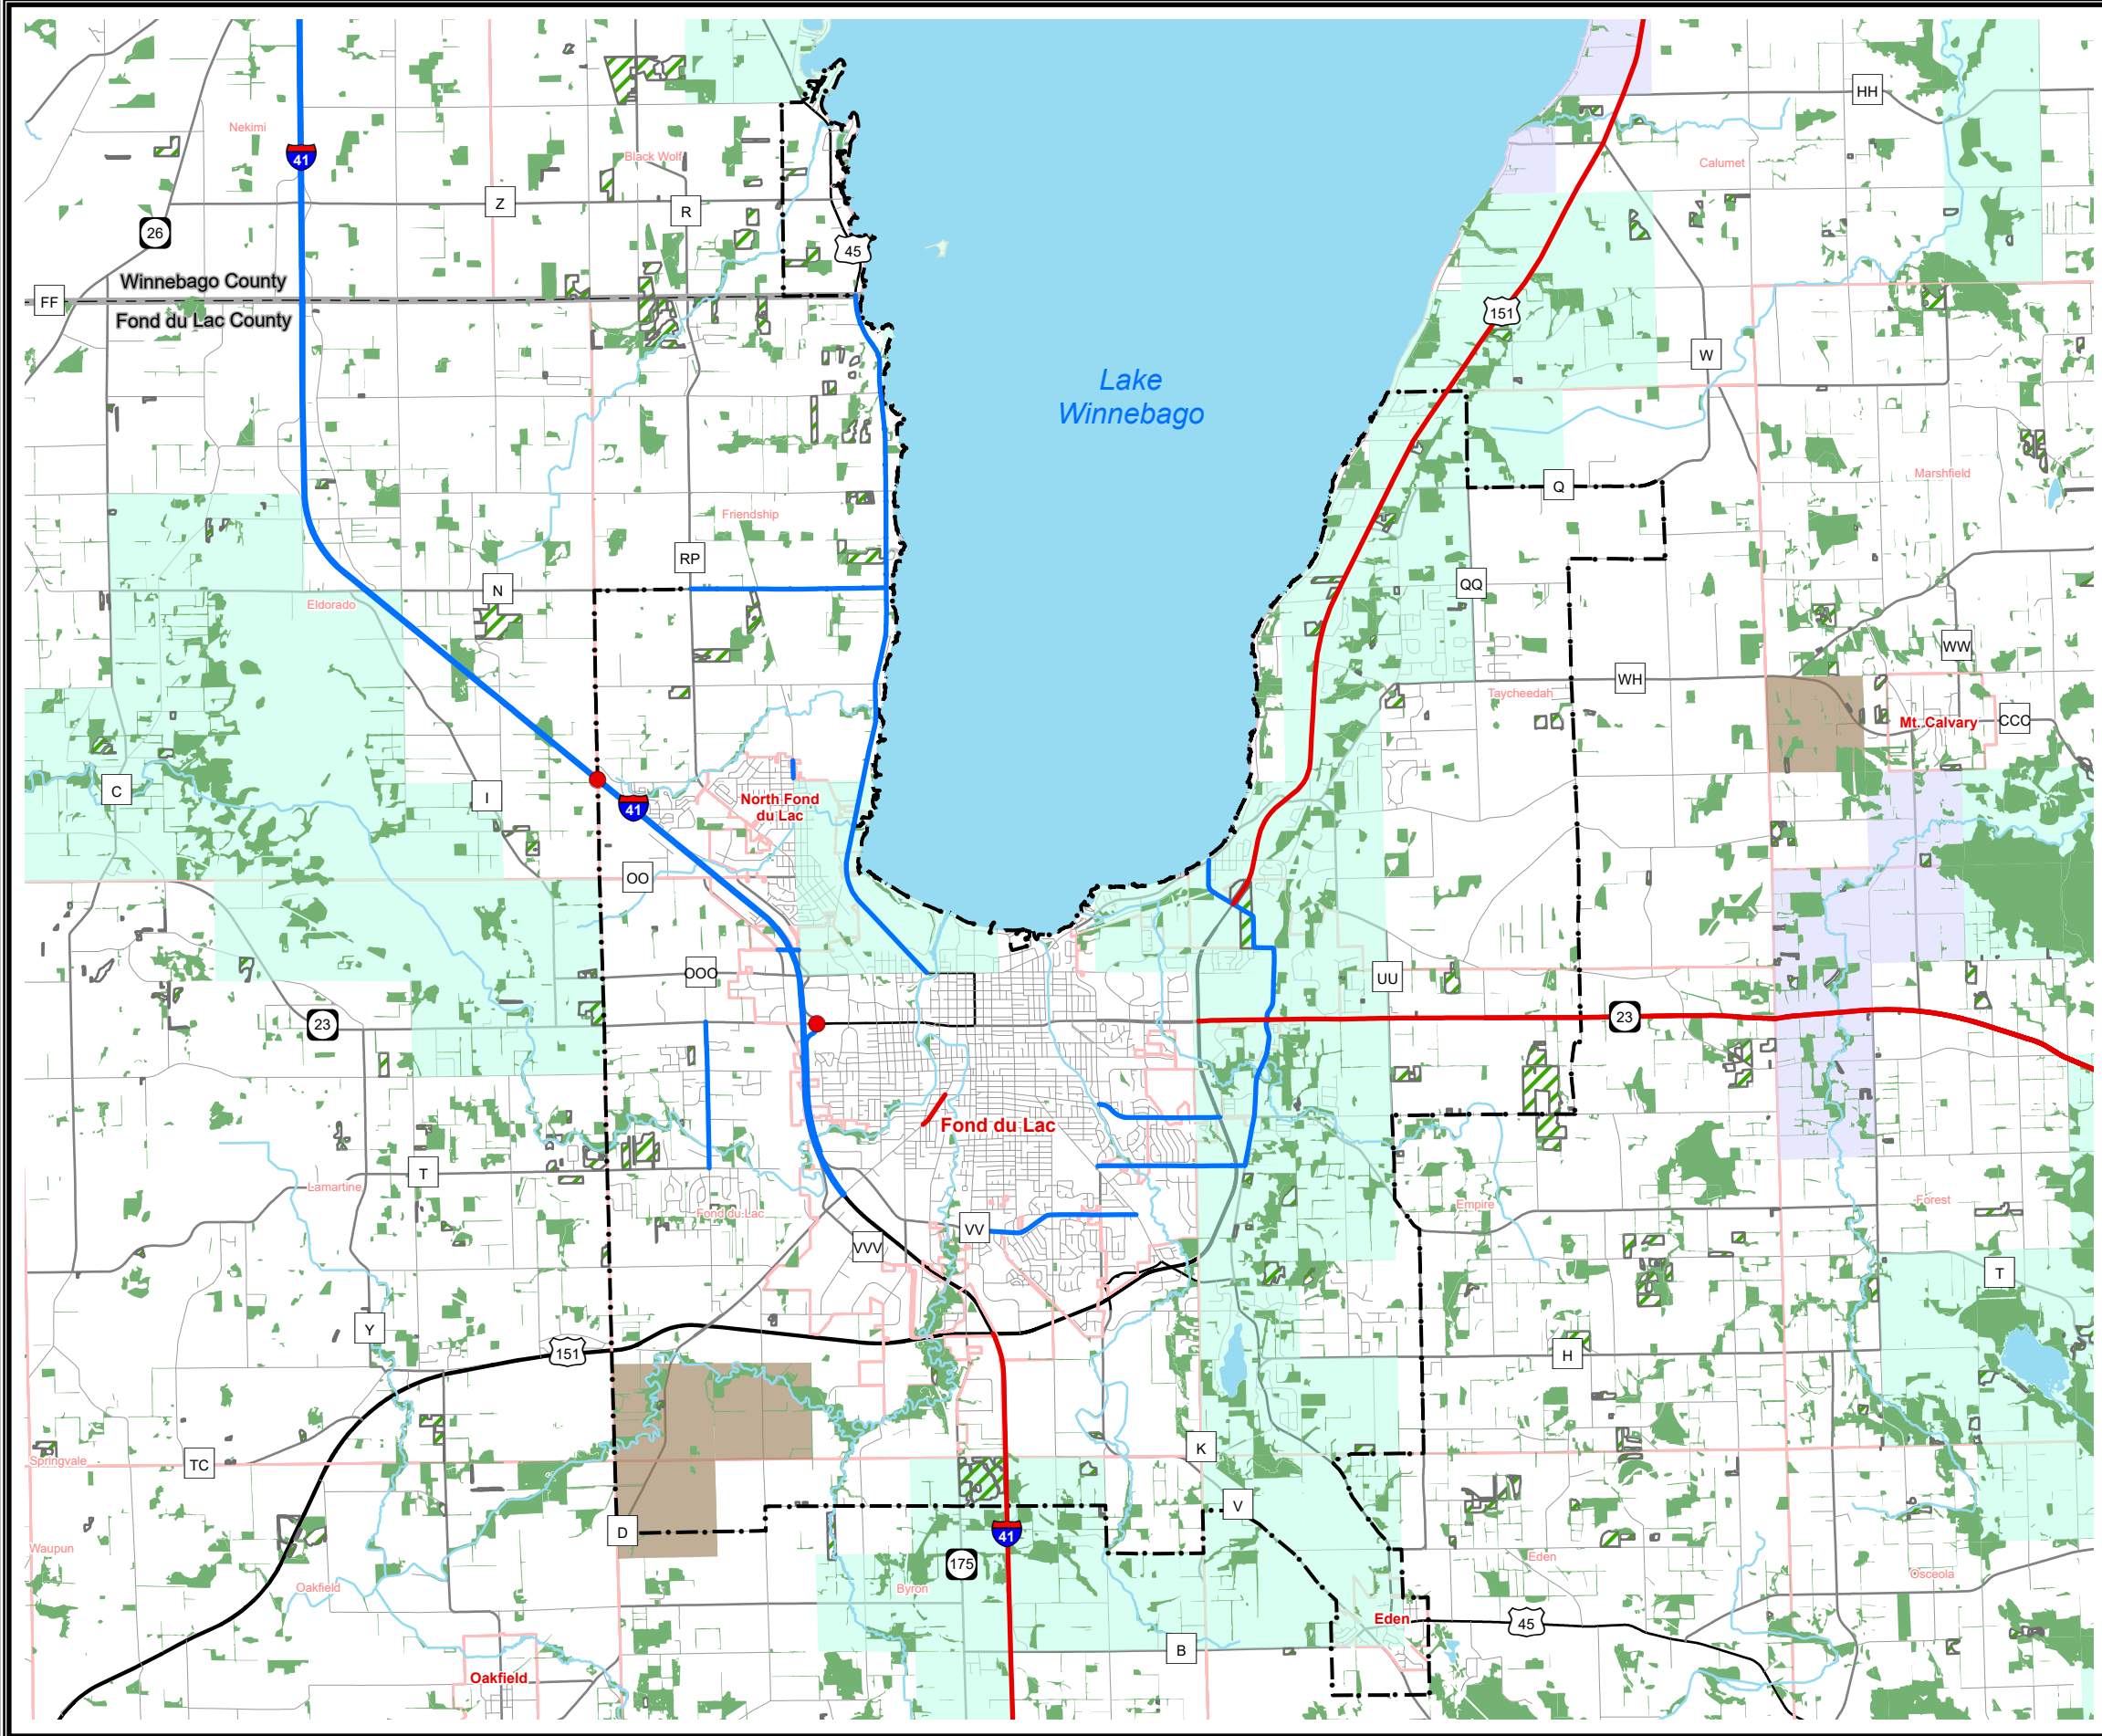 HH
Nekimi
41
Black Wolf
Calumet
Z
R
26
45
Winnebago County
FF
Fond du Lac County
151
W
Lake
Winnebago
Marshfield
Q
Friendship
RP
N
QQ
Eldorado
WW
WH
Taycheedah
Mt. Calvary
CCC
C
I
41
North Fond
du Lac
OO
OOO
UU
23
23
Fond du Lac
T
Lamartine
Fond du Lac
Empire
Forest
VV
VVV
T
Y
151
H
K
TC
Springvale
V
D
41
Waupun
175
Eden
Oakfield
Byron
Osceola
Eden
45
B
Oakfield